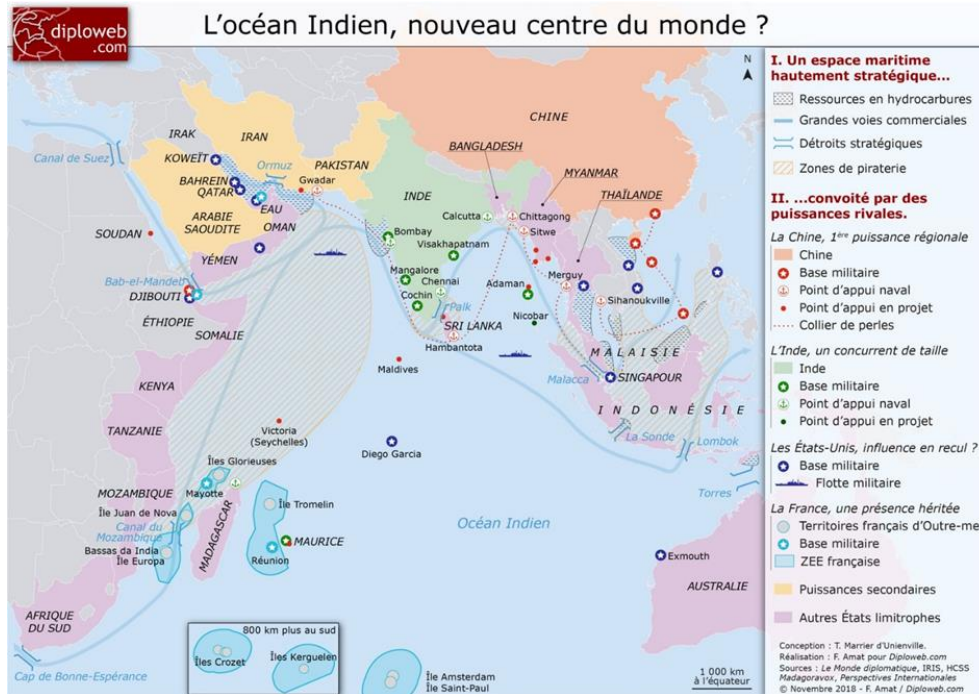 diploweb
.com
L'océan Indien, nouveau centre du monde ?
CHINE
IRAK
IRAN
Canal de Suez
KOWEÏT
Ormuz
PAKISTAN
BANGLADESH
BAHREIN
QATAR
Gwadar
MYANMAR
EAU
INDE
THAÏLANDE
ARABIE
SAOUDITE
OMAN
Calcutta
Chittagong
Sitwe
SOUDAN
Bombay
YÉMEN
Visakhapatnam
Bab-el-Mandeb
Mangalore
Chennai
Adaman
Merguy
DJIBOUTI
Cochin
Sihanoukville
Palk
Nicobar
ÉTHIOPIE
SRI LANKA
SOMALIE
Hambantota
MALAISIE
Maldives
Malacca
SINGAPOUR
KENYA
INDONÉSIE
TANZANIE
Victoria
(Seychelles)
La Sonde
Lombok
Diego Garcia
Îles Glorieuses
MOZAMBIQUE
Mayotte
Torres
Île Juan de Nova
Île Tromelin
Canal du
Mozambique
MADAGASCAR
MAURICE
Océan Indien
Bassas da India
Île Europa
Réunion
Exmouth
AUSTRALIE
AFRIQUE
DU SUD
800 km plus au sud
Îles Crozet
Îles Kerguelen
Île Amsterdam
Île Saint-Paul
Cap de Bonne-Espérance
1 000 km
à l'équateur
N
I. Un espace maritime
hautement stratégique...
Ressources en hydrocarbures
Grandes voies commerciales
Détroits stratégiques
Zones de piraterie
II. ...convoité par des
puissances rivales.
La Chine, 1ère puissance régionale
Chine
Base militaire
Point d'appui naval
Point d'appui en projet
Collier de perles
L'Inde, un concurrent de taille
Inde
Base militaire
Point d'appui naval
Point d'appui en projet
Les États-Unis, influence en recul ?
Base militaire
Flotte militaire
La France, une présence héritée
Territoires français d'Outre-me
Base militaire
ZEE française
Puissances secondaires
Autres États limitrophes
Conception : T. Marrier d'Unienville.
Réalisation : F. Amat pour Diploweb.com
Sources : Le Monde diplomatique, IRIS, HCSS
Madagoravox, Perspectives Internationales
© Novembre 2018 - F. Amat / Diploweb.com